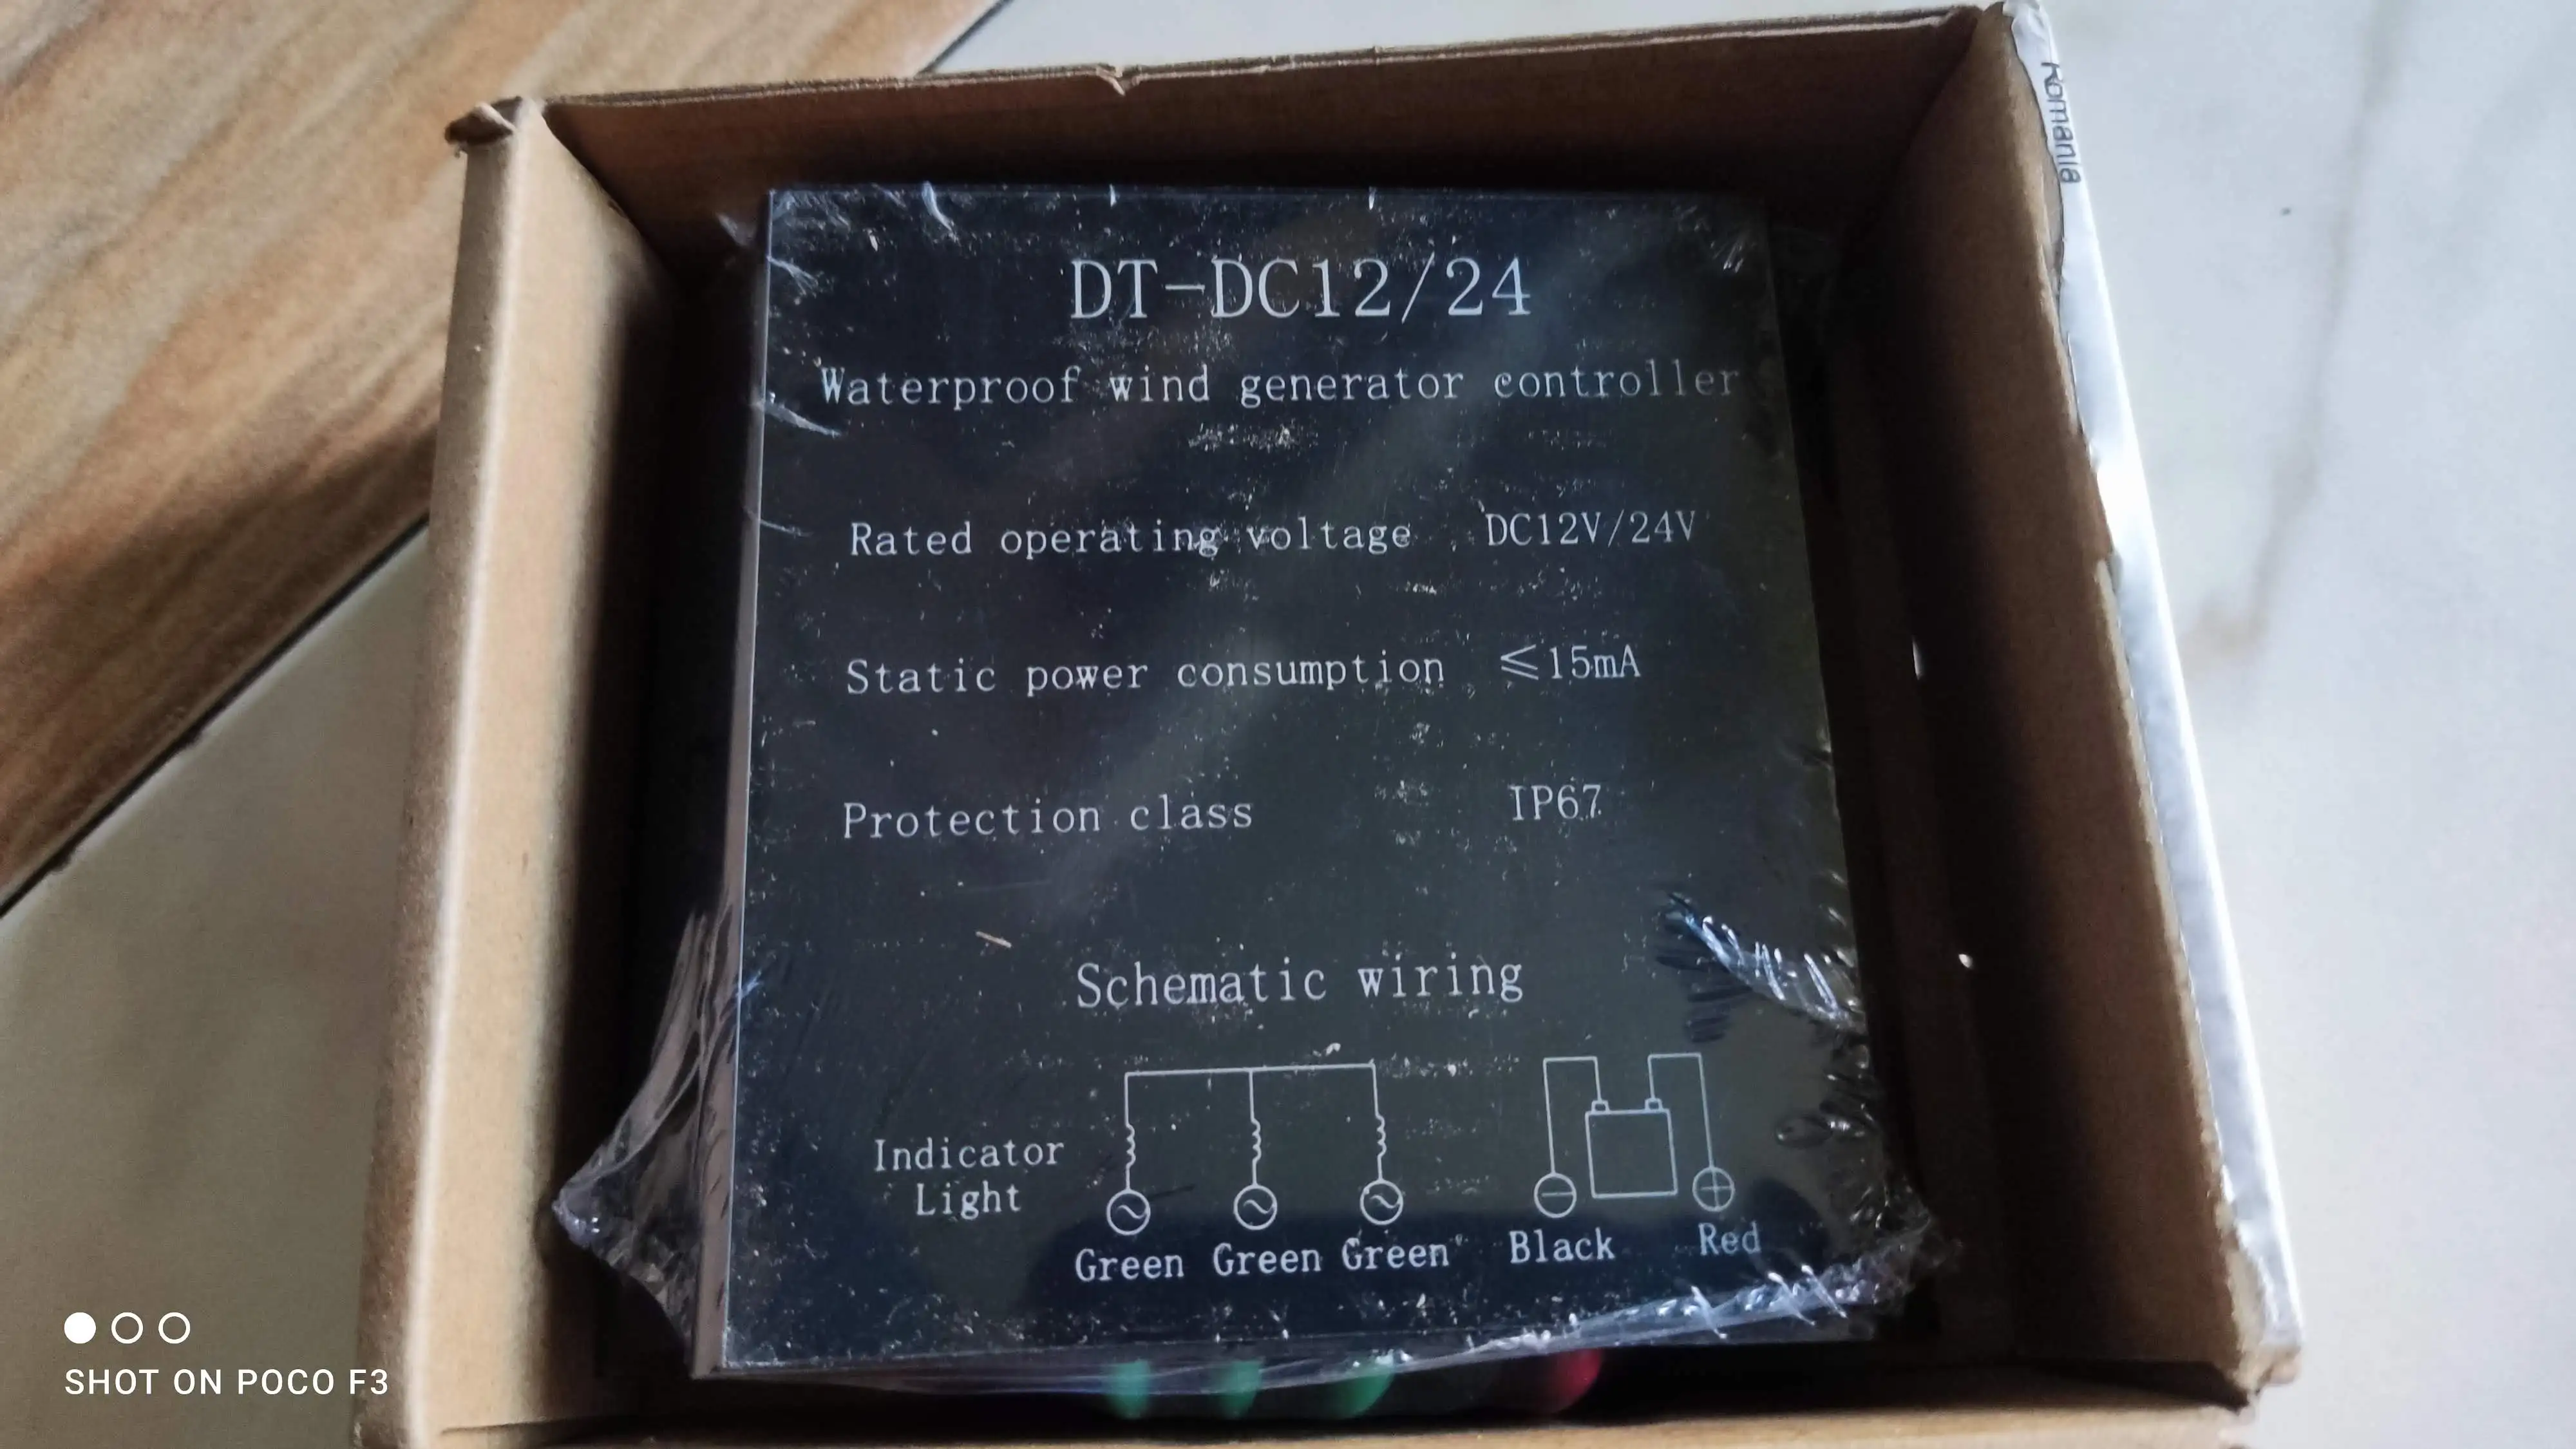 Romania
DT-DC12/24
Waterproof wind generator controller
Rated operating voltage DC12V/24V
Static power consumption ≤15mA
Protection class IP67
Schematic wiring
Indicator
Light
Green Green Green Black Red
SHOT ON POCO F3